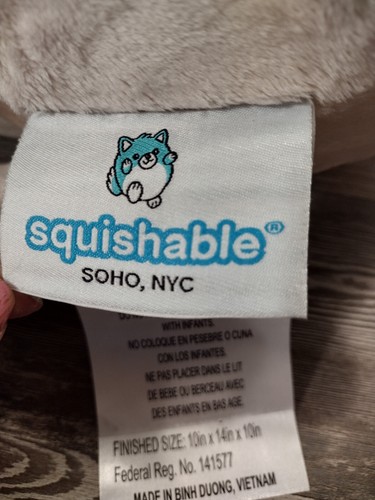 squishable®
SOHO, NYC
WITH INFANTS.
NO COLOQUE EN PESEBRE O CUNA
CON LOS INFANTES.
NE PAS PLACER DANS LE LIT
DE BEBE OU BERCEAU AVEC
DES ENFANTS EN BAS AGE.
FINISHED SIZE: 10in x 14in x 10in
Federal Reg. No. 141577
MADE IN BINH DUONG, VIETNAM